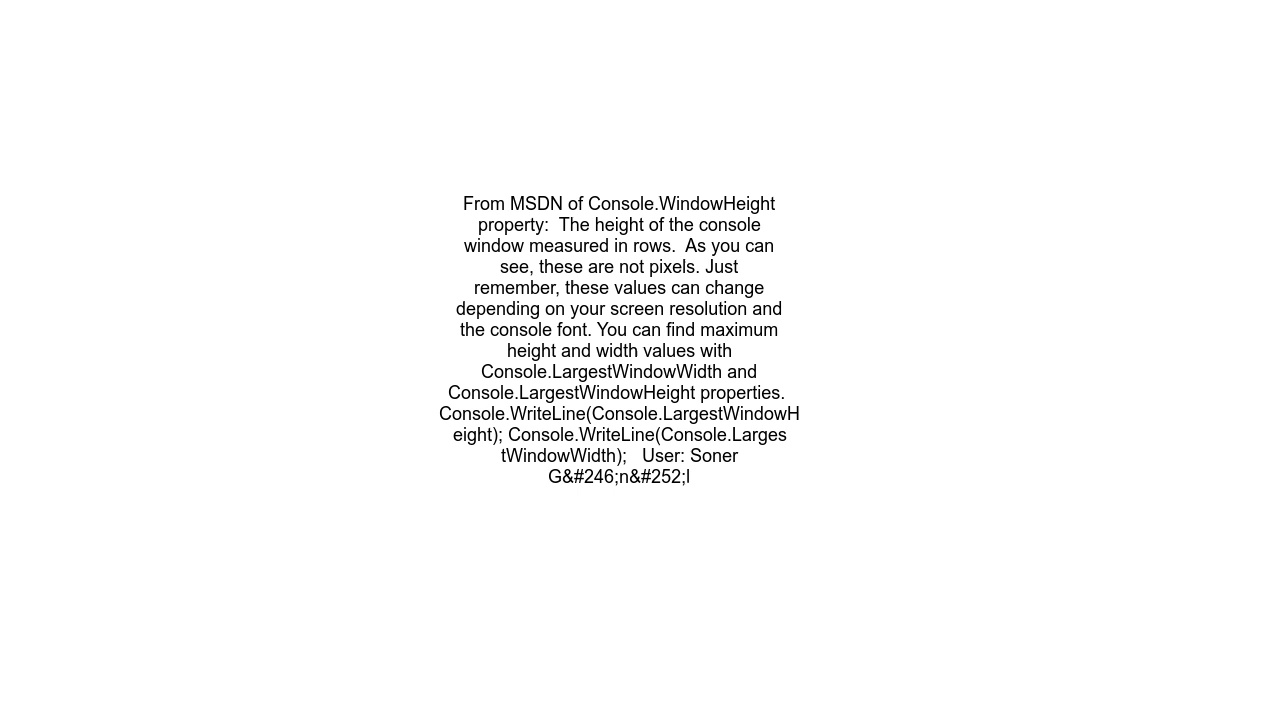 From MSDN of Console.WindowHeight
property:  The height of the console
window measured in rows.  As you can
see, these are not pixels. Just
remember, these values can change
depending on your screen resolution and
the console font. You can find maximum
height and width values with
Console.LargestWindowWidth and
Console.LargestWindowHeight properties.
Console.WriteLine(Console.LargestWindowH
eight); Console.WriteLine(Console.Larges
tWindowWidth);   User: Soner
G&#246;n&#252;l